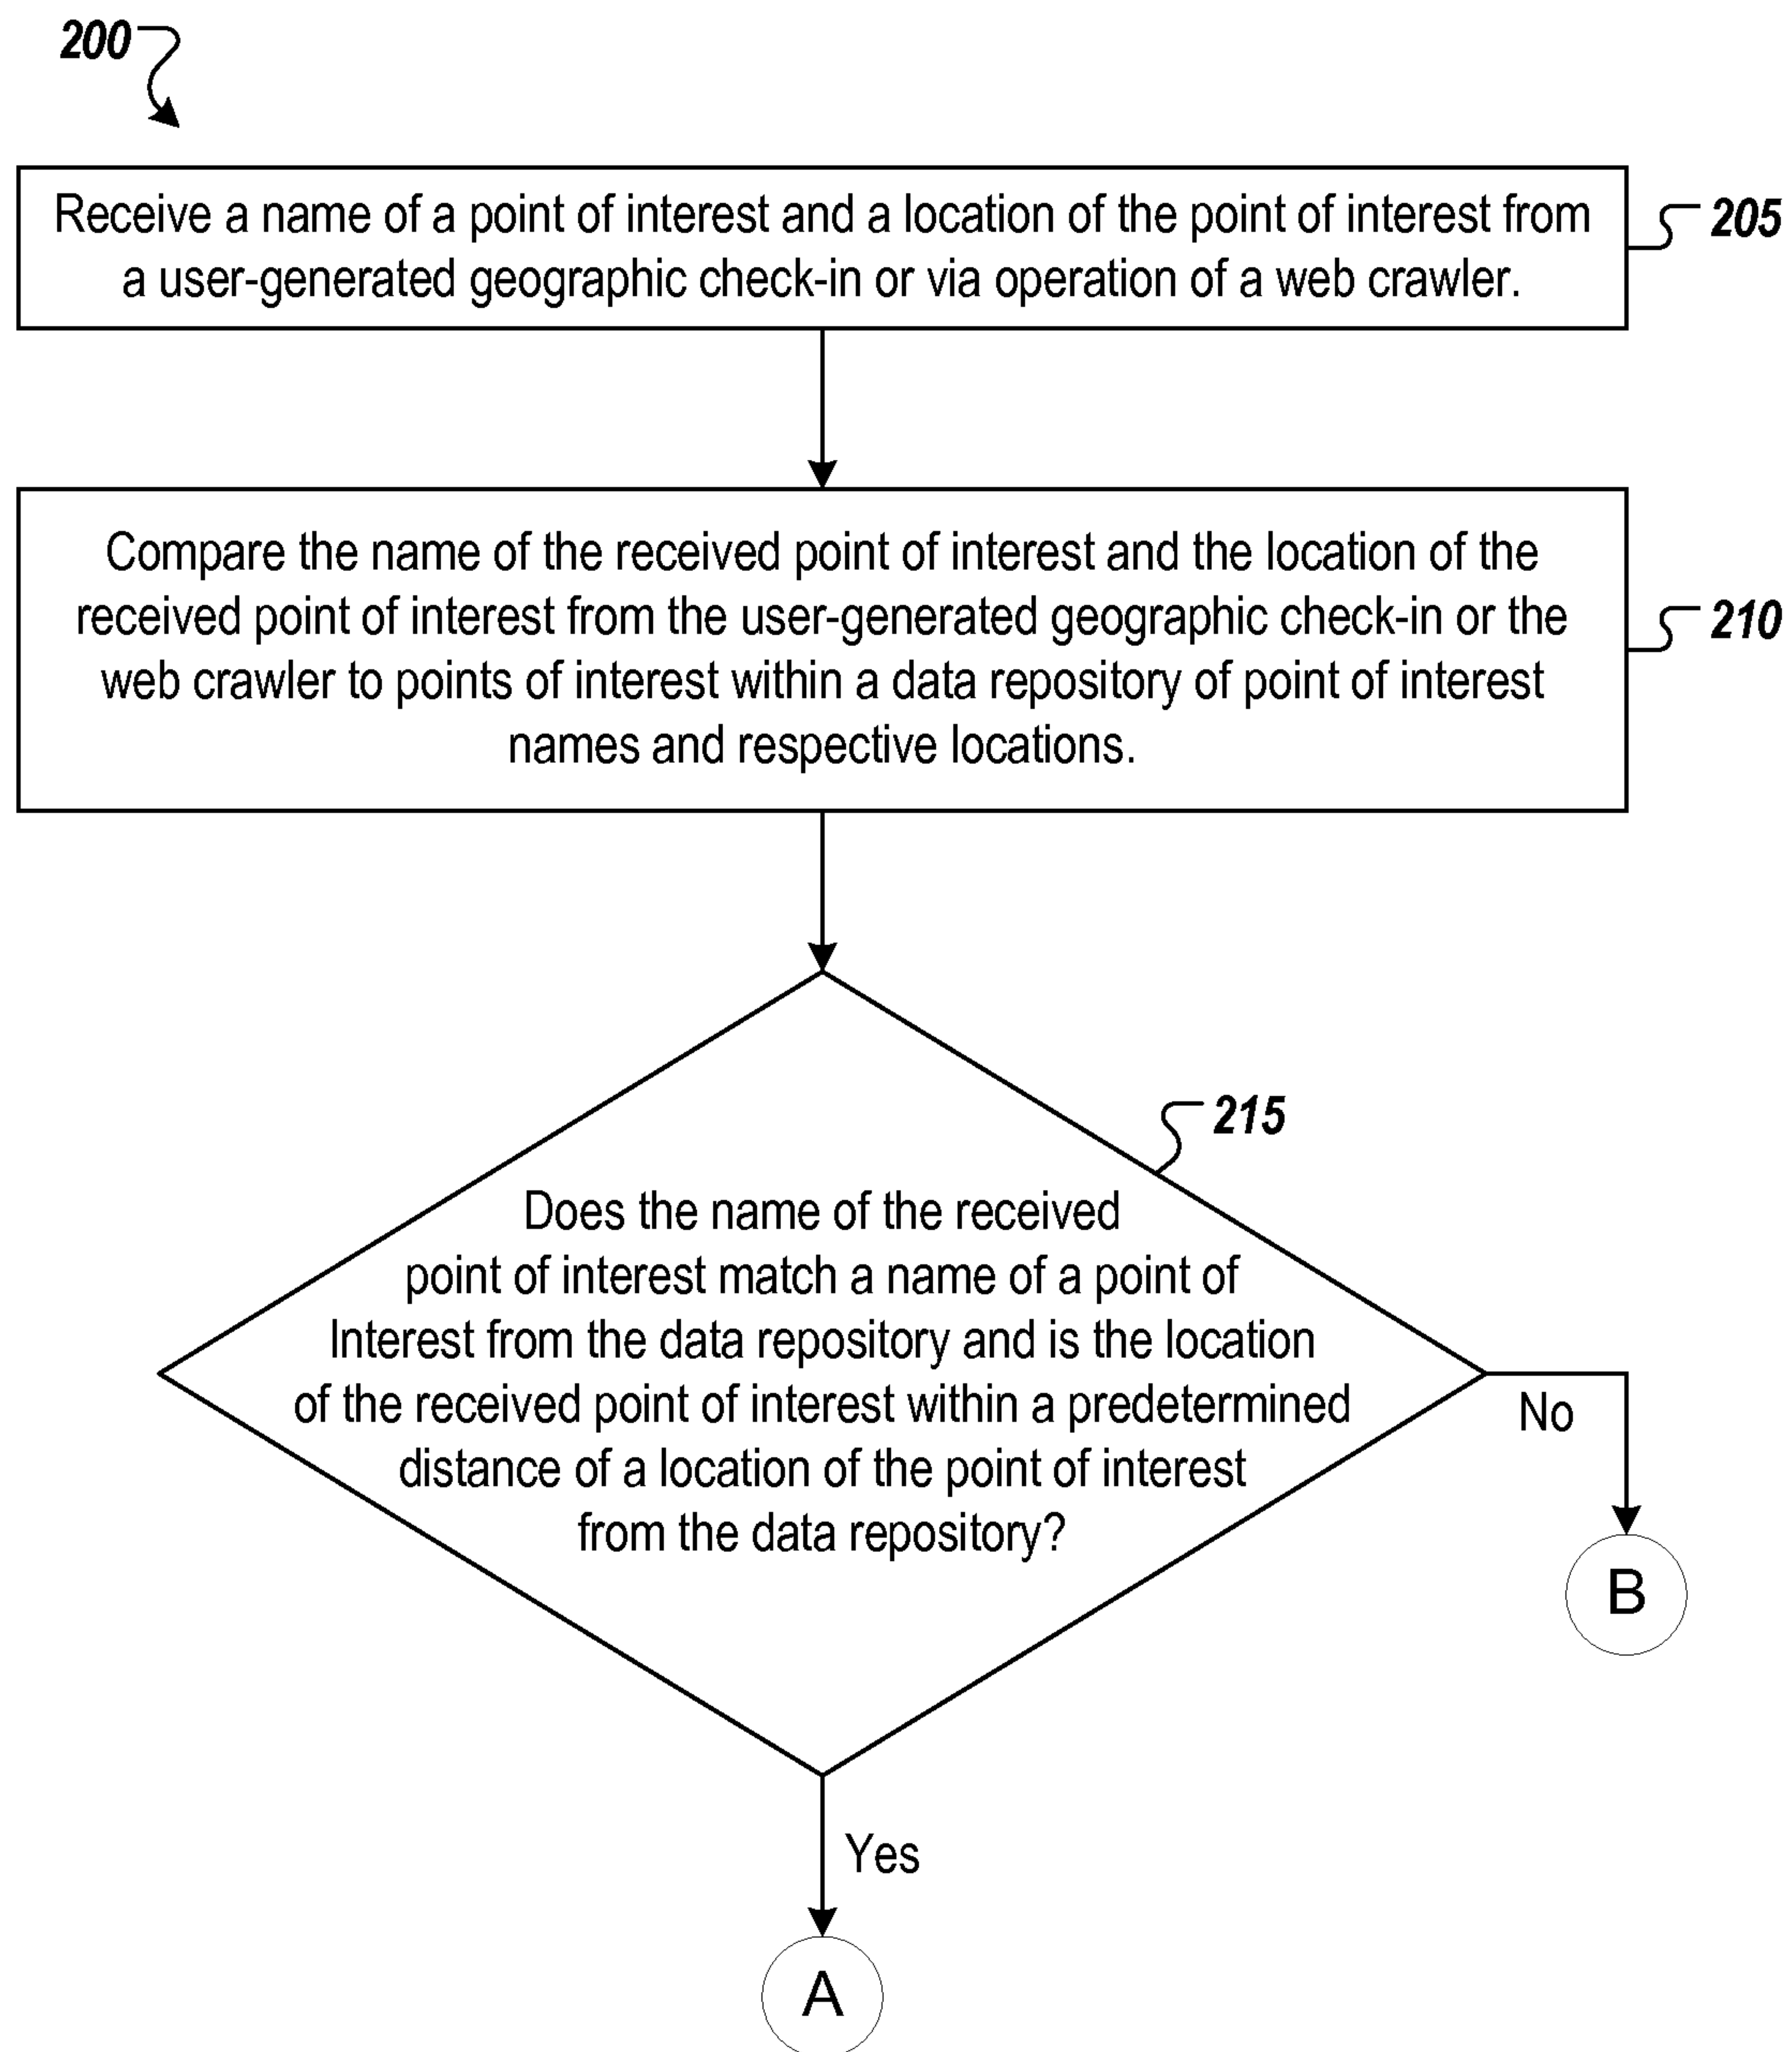 200
Receive a name of a point of interest and a location of the point of interest from
a user-generated geographic check-in or via operation of a web crawler.
205
Compare the name of the received point of interest and the location of the
received point of interest from the user-generated geographic check-in or the
web crawler to points of interest within a data repository of point of interest
names and respective locations.
210
215
Does the name of the received
point of interest match a name of a point of
Interest from the data repository and is the location
of the received point of interest within a predetermined
distance of a location of the point of interest
from the data repository?
No
B
Yes
A